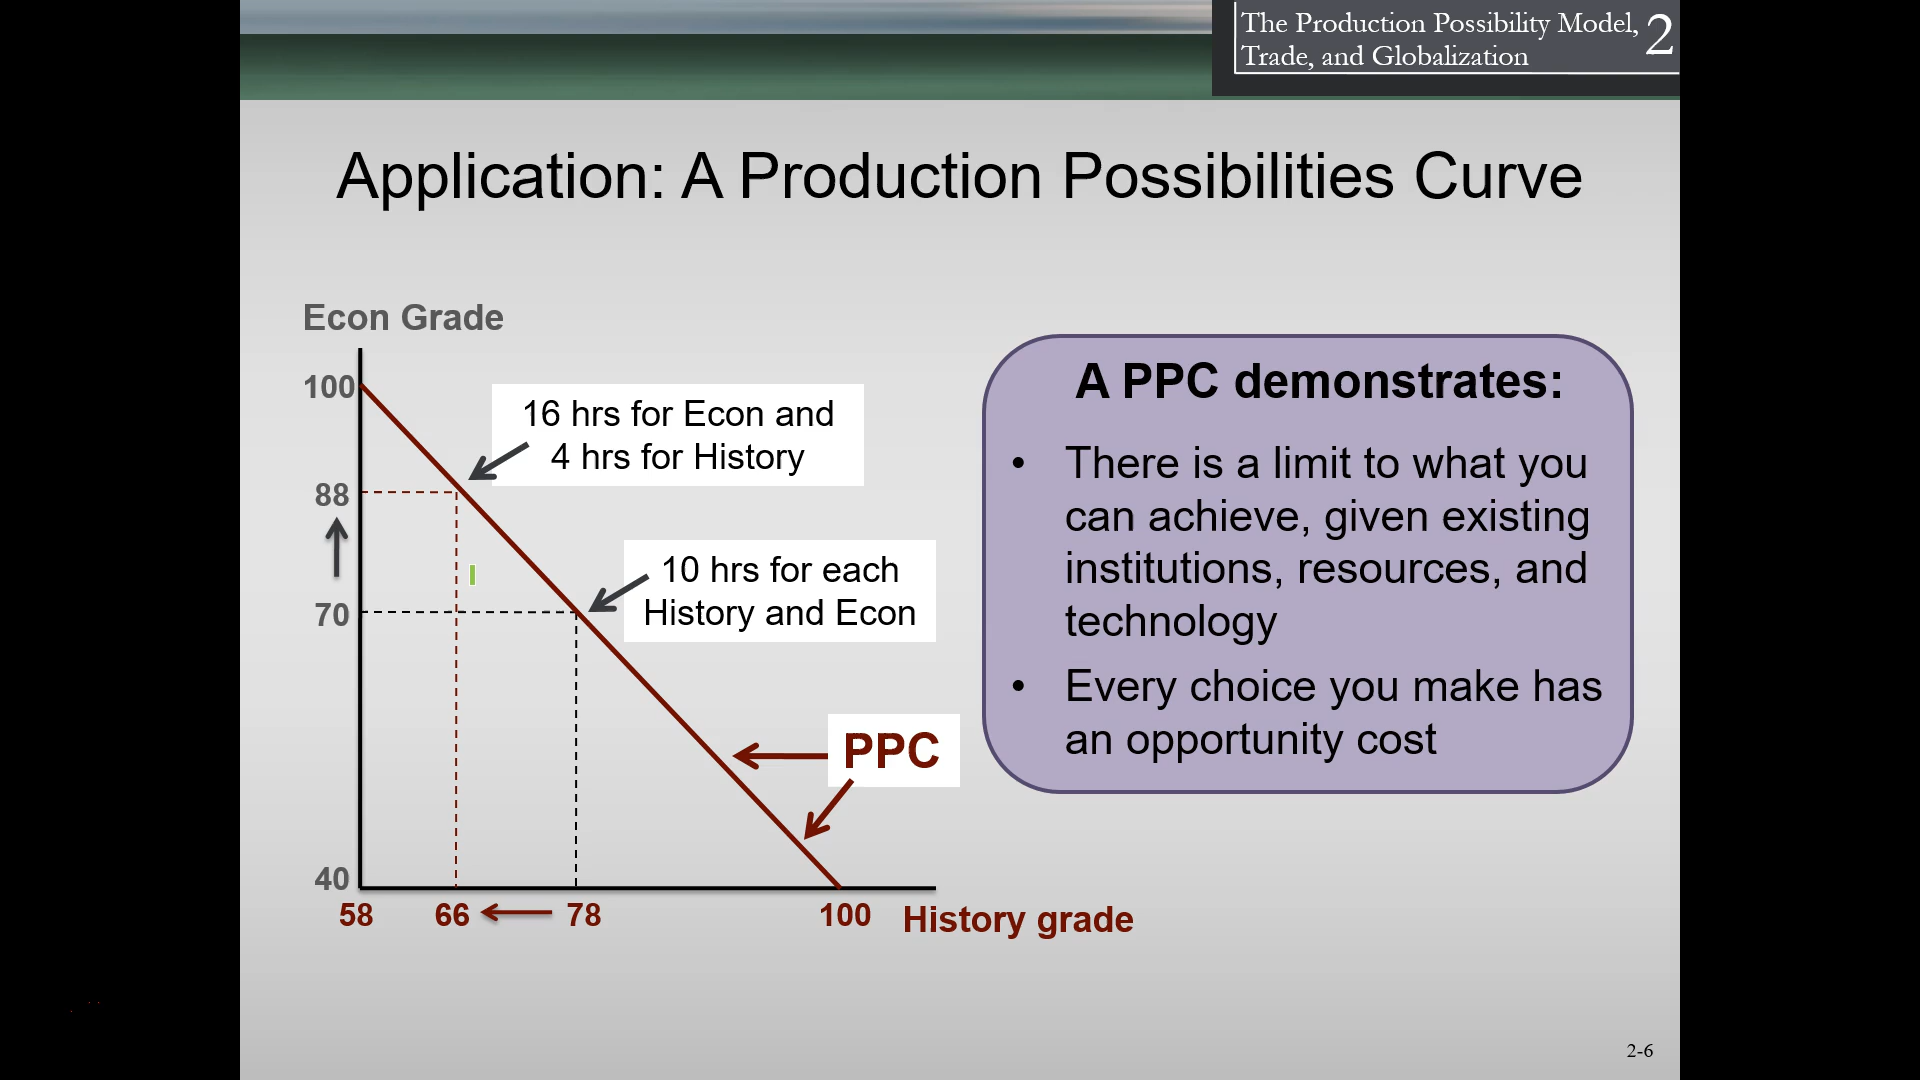 The Production Possibility Model, 2
Trade, and Globalization
Application: A Production Possibilities Curve
Econ Grade
100
88
70
40
16 hrs for Econ and
4 hrs for History
10 hrs for each
History and Econ
PPC
58 66 78 100 History grade
A PPC demonstrates:
• There is a limit to what you
can achieve, given existing
institutions, resources, and
technology
• Every choice you make has
an opportunity cost
2-6